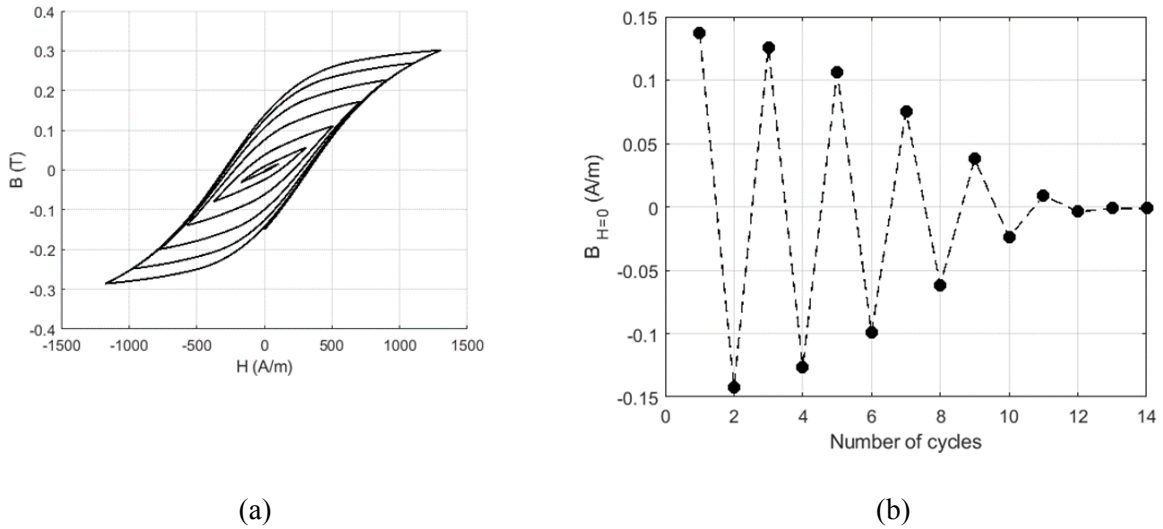 0.4
0.3
0.2
0.1
0
-0.1
-0.2
-0.3
-0.4
B (T)
-1500 -1000 -500 0 500 1000 1500
H (A/m)
(a)
0.15
0.1
0.05
0
-0.05
-0.1
-0.15
B H=0 (A/m)
0 2 4 6 8 10 12 14
Number of cycles
(b)